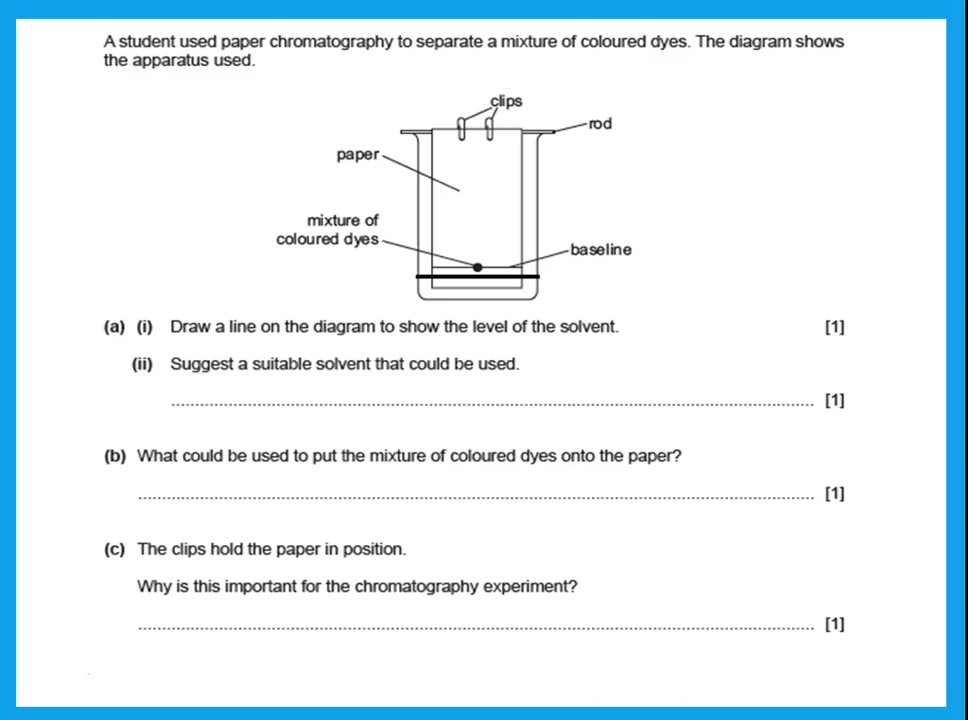 A student used paper chromatography to separate a mixture of coloured dyes. The diagram shows
the apparatus used.
clips
rod
paper
mixture of
coloured dyes
baseline
(a) (i) Draw a line on the diagram to show the level of the solvent. [1]
(ii) Suggest a suitable solvent that could be used.
[1]
(b) What could be used to put the mixture of coloured dyes onto the paper?
[1]
(c) The clips hold the paper in position.
Why is this important for the chromatography experiment?
[1]